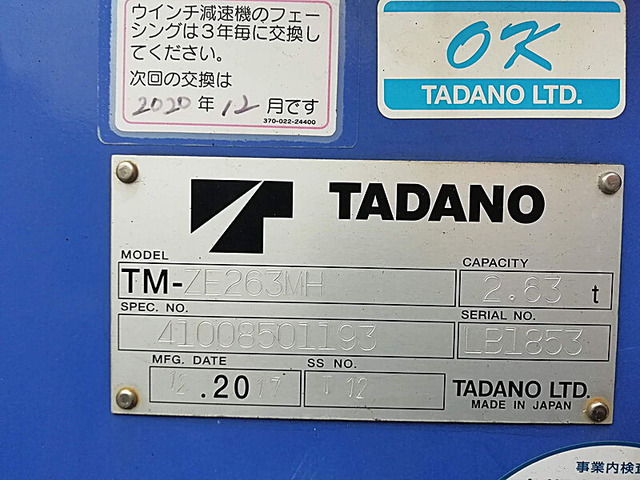 ウインチ減速機のフェー
シングは3年毎に交換し
てください。
次回の交換は
2020年12月です
370-022-24400
OK
TADANO LTD.
TADANO
MODEL
TM-ZE263MH
CAPACITY
2.83 t
SPEC. NO.
41008501193
SERIAL NO.
LB1853
MFG. DATE
12.2017
SS NO.
T 12
TADANO LTD.
MADE IN JAPAN
事業内検査